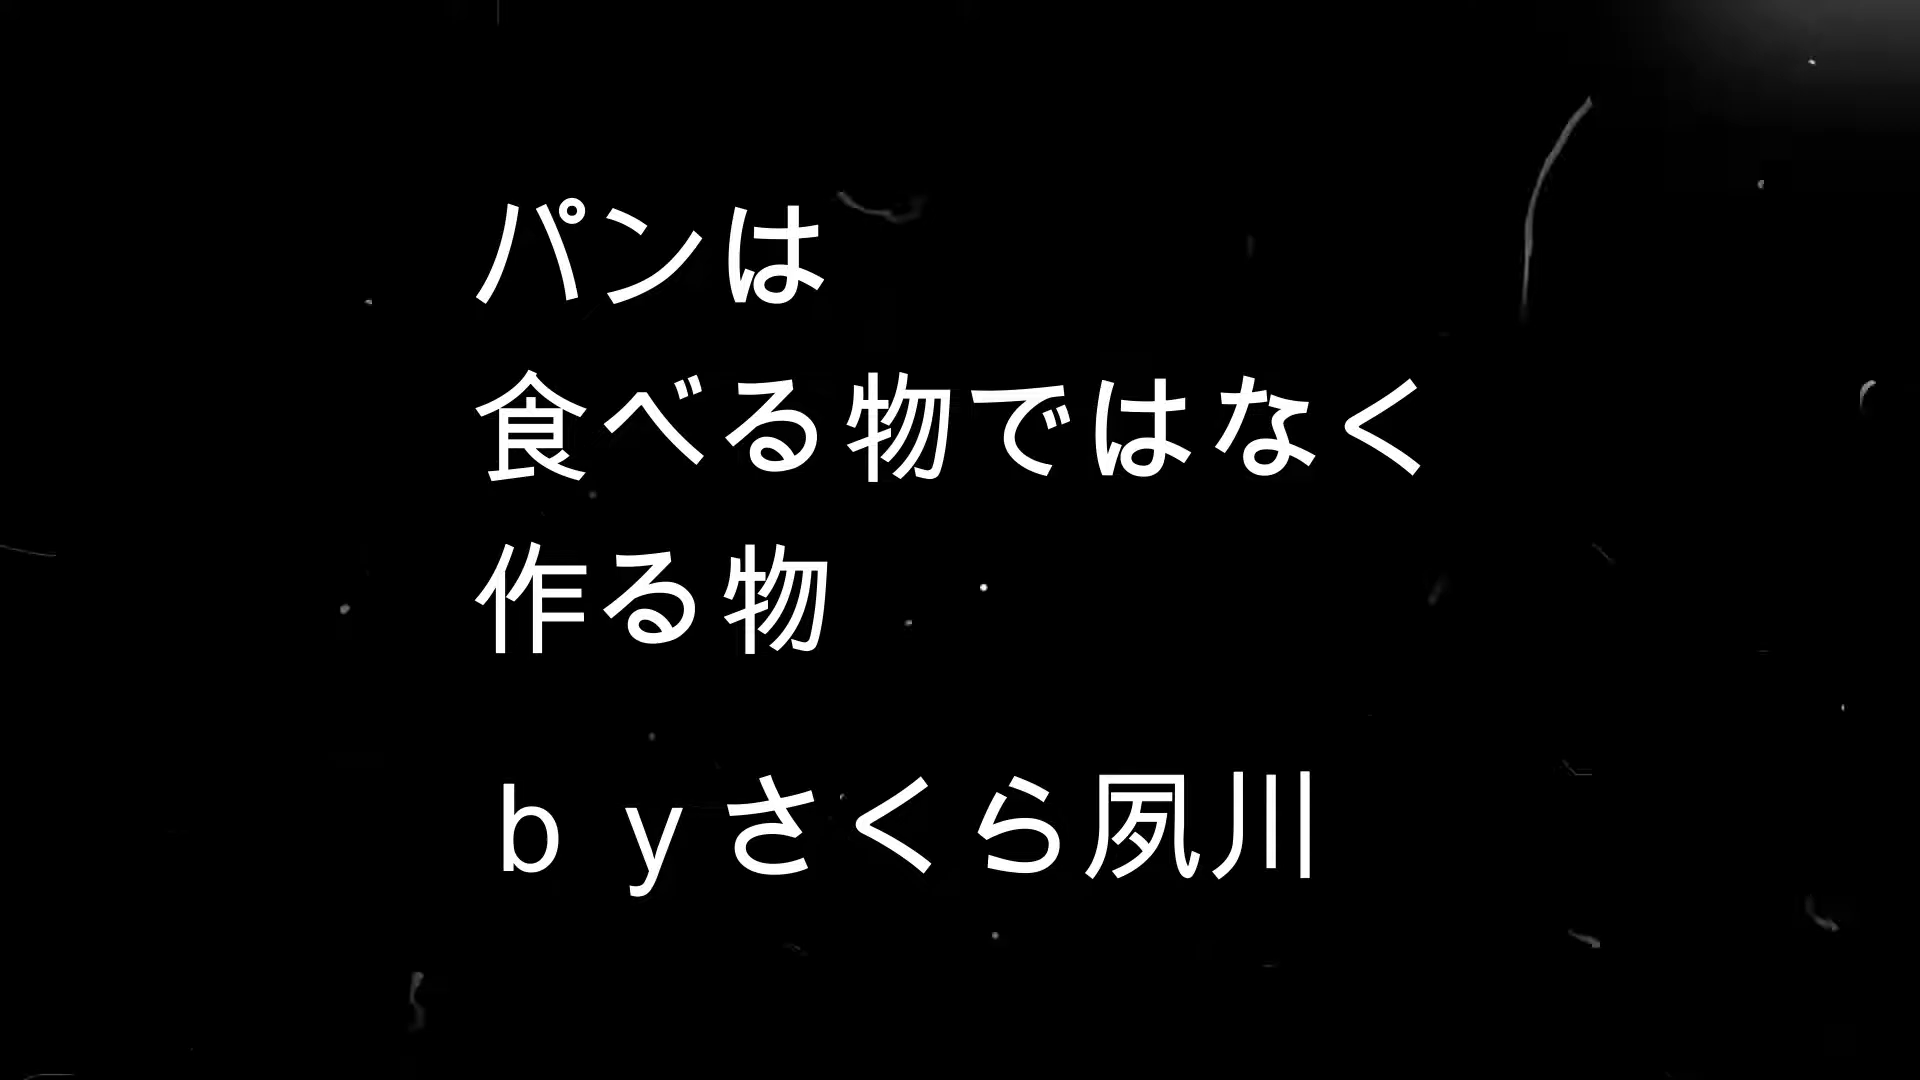 パンは
食べる物ではなく
作る物
ｂｙさくら夙川